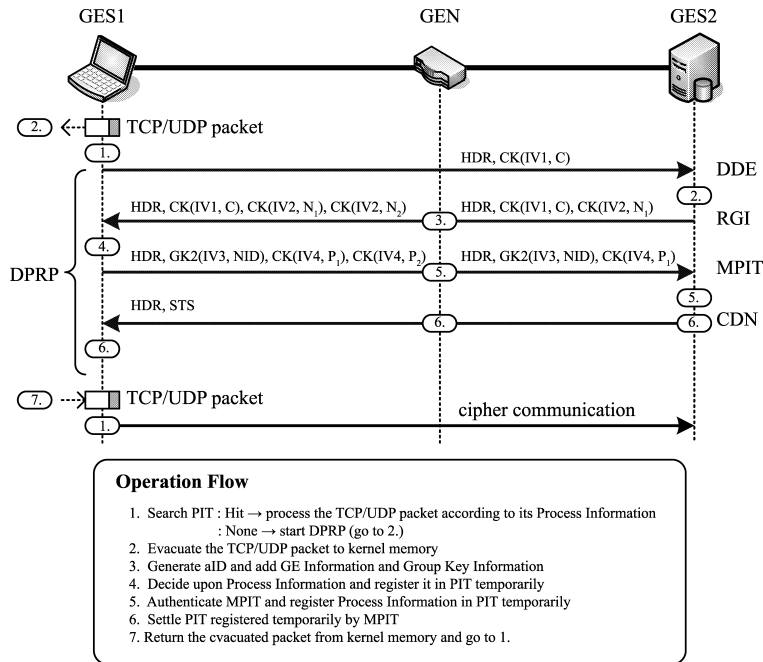 GES1 GEN GES2
2. TCP/UDP packet
1.
HDR, CK(IV1, C) DDE
2.
HDR, CK(IV1, C), CK(IV2, N1), CK(IV2, N2) HDR, CK(IV1, C), CK(IV2, N1) RGI
3.
4.
HDR, GK2(IV3, NID), CK(IV4, P1), CK(IV4, P2) HDR, GK2(IV3, NID), CK(IV4, P1) MPIT
DPRP
5.
5.
HDR, STS CDN
6. 6.
6.
7. TCP/UDP packet
1. cipher communication
Operation Flow
1. Search PIT : Hit → process the TCP/UDP packet according to its Process Information
: None → start DPRP (go to 2.)
2. Evacuate the TCP/UDP packet to kernel memory
3. Generate aID and add GE Information and Group Key Information
4. Decide upon Process Information and register it in PIT temporarily
5. Authenticate MPIT and register Process Information in PIT temporarily
6. Settle PIT registered temporarily by MPIT
7. Return the cvacuated packet from kernel memory and go to 1.